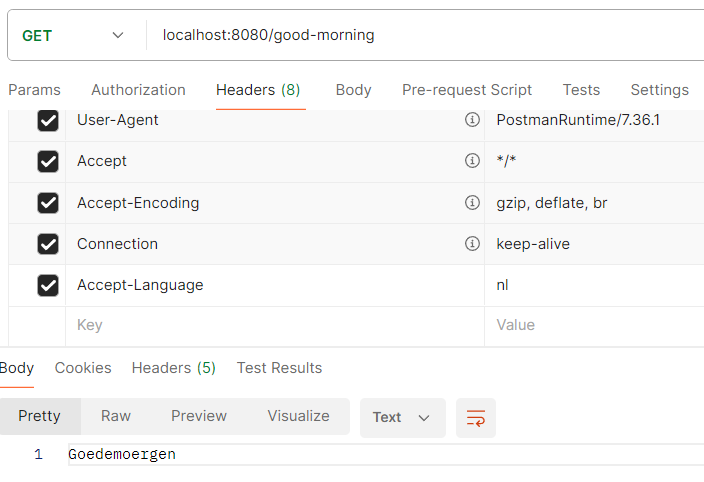 GET localhost:8080/good-morning
Params Authorization Headers (8) Body Pre-request Script Tests Settings
User-Agent PostmanRuntime/7.36.1
Accept */*
Accept-Encoding gzip, deflate, br
Connection keep-alive
Accept-Language nl
Key Value
Body Cookies Headers (5) Test Results
Pretty Raw Preview Visualize Text
1 Goedemoergen